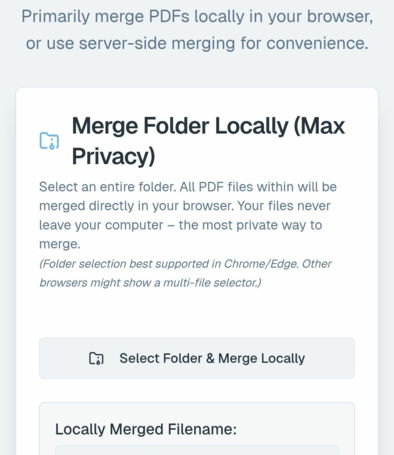 Primarily merge PDFs locally in your browser,
or use server-side merging for convenience.
Merge Folder Locally (Max
Privacy)
Select an entire folder. All PDF files within will be
merged directly in your browser. Your files never
leave your computer – the most private way to
merge.
(Folder selection best supported in Chrome/Edge. Other
browsers might show a multi-file selector.)
Select Folder & Merge Locally
Locally Merged Filename: